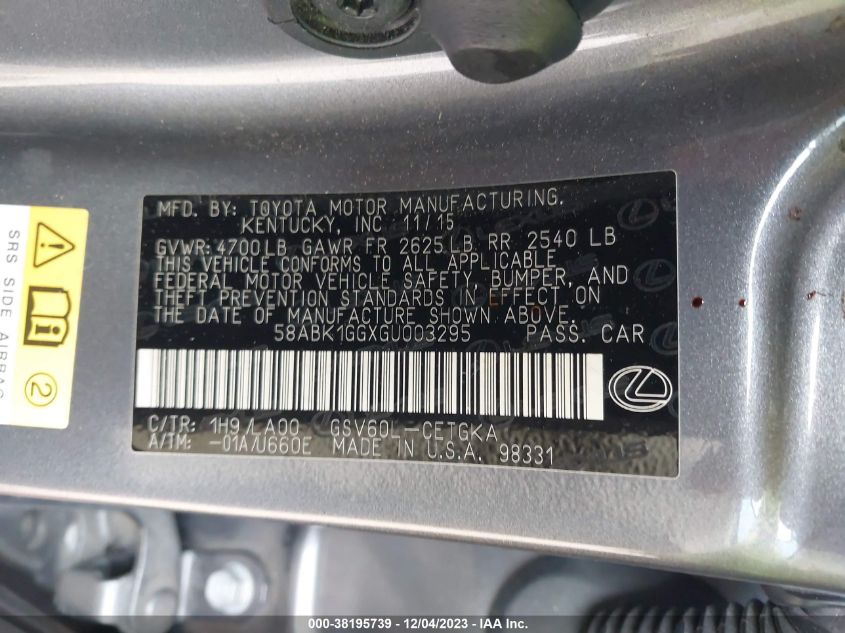 MFD. BY: TOYOTA MOTOR MANUFACTURING.
KENTUCKY, INC 11/15
GVWR: 4700 LB GAWR FR 2625 LB RR 2540 LB
THIS VEHICLE CONFORMS TO ALL APPLICABLE
FEDERAL MOTOR VEHICLE SAFETY, BUMPER, AND
THEFT PREVENTION STANDARDS IN EFFECT ON
THE DATE OF MANUFACTURE SHOWN ABOVE.
58ABK1GGXGU003295 PASS. CAR
C/TR: 1H9/LA00 GSV60L-CETGKA
A/TM: -01A/U660E MADE IN U.S.A. 98331
SRS SIDE AIRBAG
2
000-38195739 - 12/04/2023 - © IAA Inc.